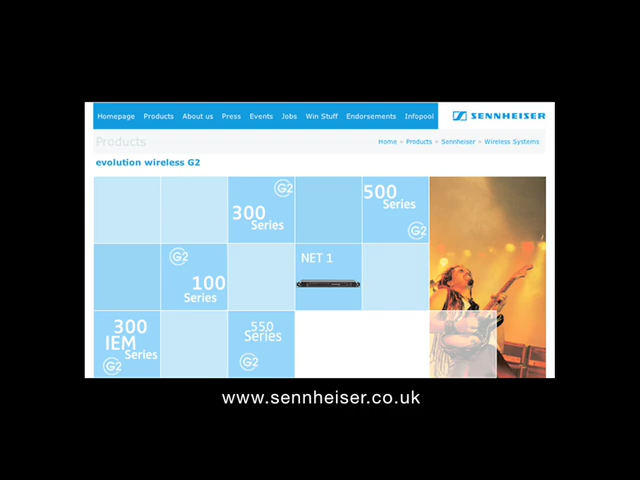 Homepage Products About us Press Events Jobs Win Stuff Endorsements Infopool
SENNHEISER
Products
Home » Products » Sennheiser » Wireless Systems
evolution wireless G2
G2
300
Series
500
Series
G2
G2
100
Series
NET 1
300
IEM
Series
G2
550
Series
G2
www.sennheiser.co.uk